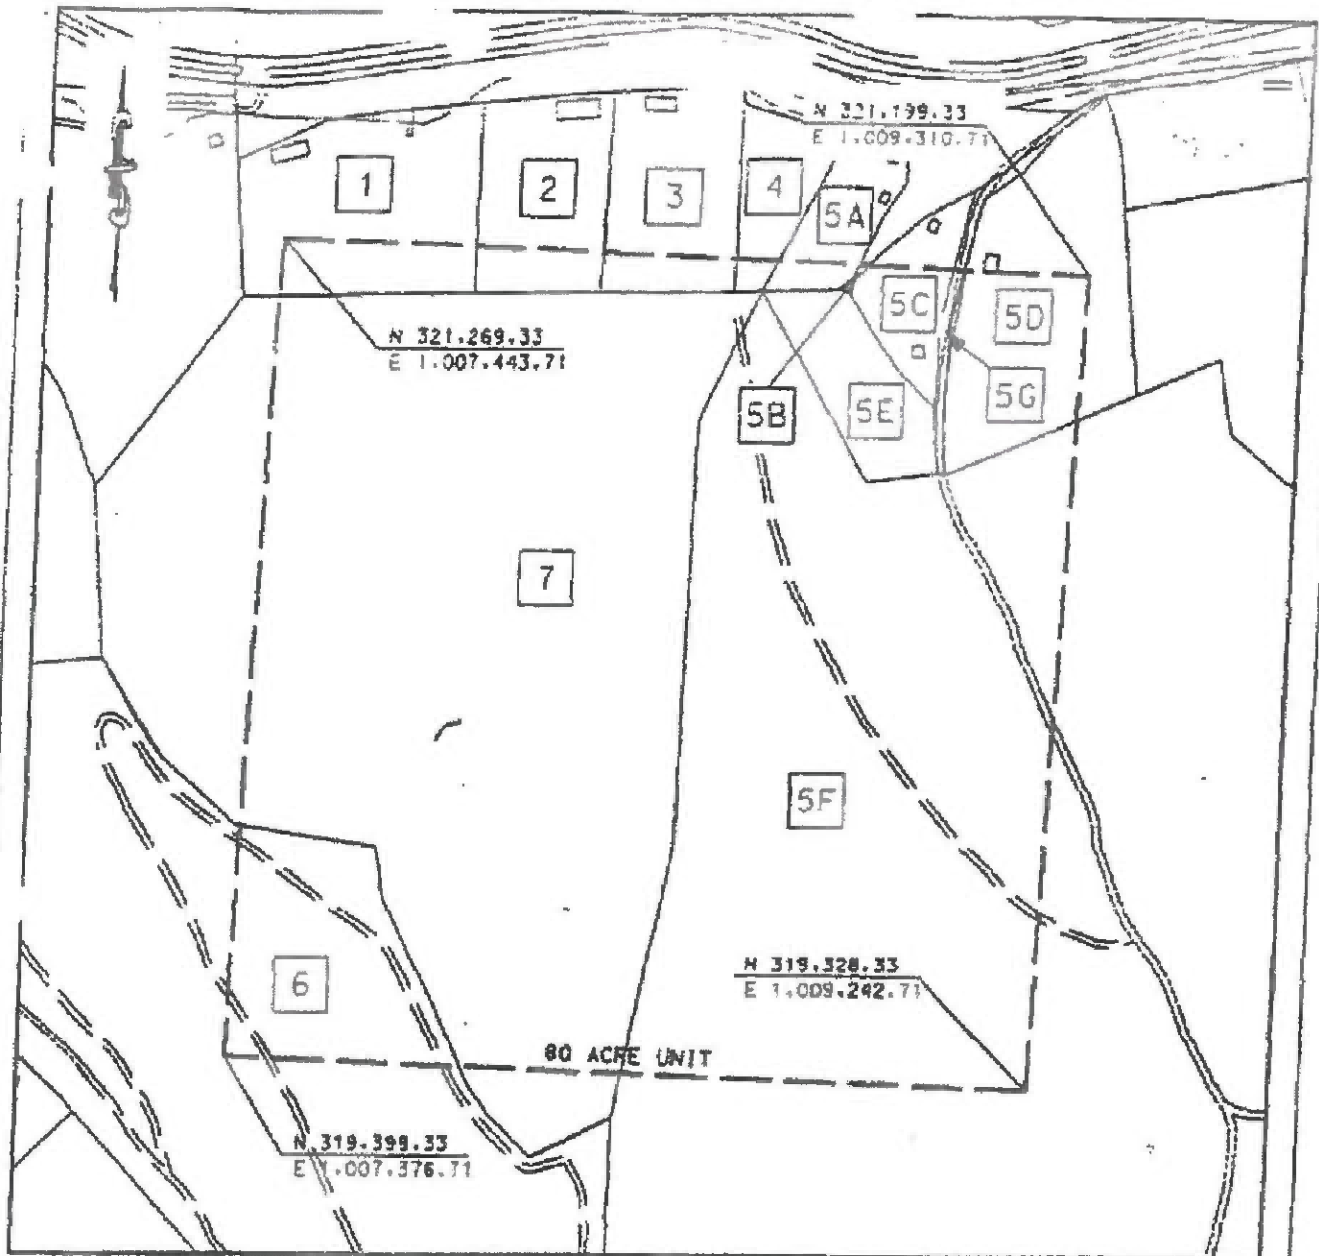 N 321.199.33
E 1.009.310.71
1
2
3
4
5A
5C
5D
N 321.269.33
E 1.007.443.71
5B
5E
5G
7
5F
6
N 319.328.33
E 1.009.242.71
80 ACRE UNIT
N 319.399.33
E 1.007.376.71